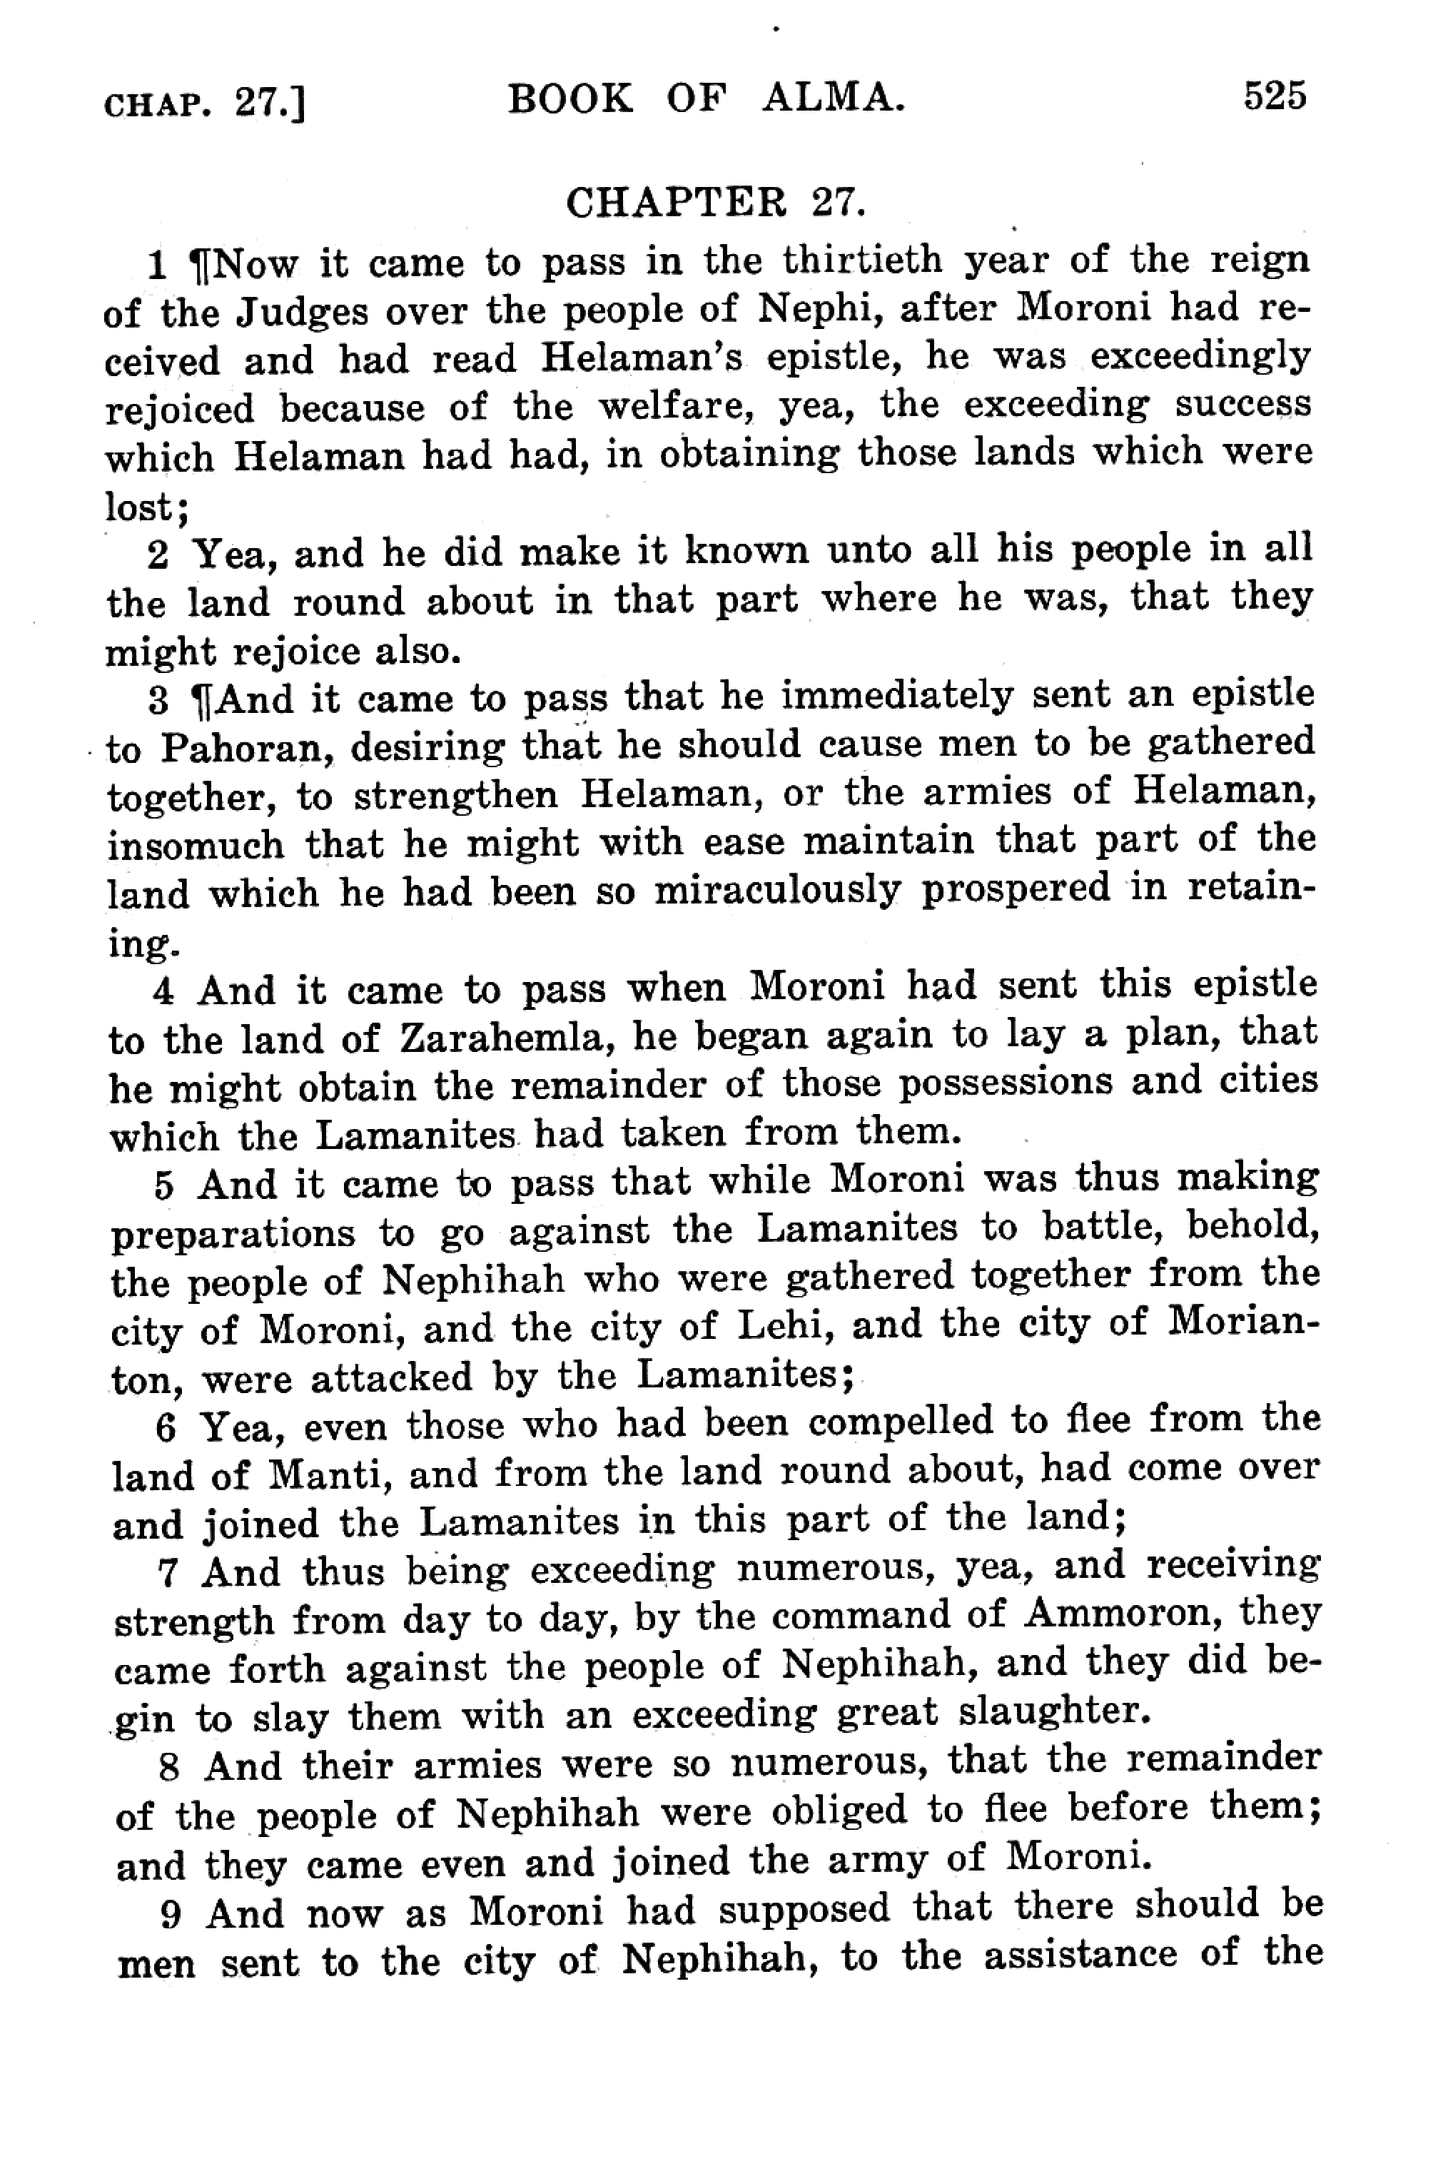 CHAP. 27.] BOOK OF ALMA. 525
CHAPTER 27.
1 ¶Now it came to pass in the thirtieth year of the reign
of the Judges over the people of Nephi, after Moroni had re-
ceived and had read Helaman's epistle, he was exceedingly
rejoiced because of the welfare, yea, the exceeding success
which Helaman had had, in obtaining those lands which were
lost;
2 Yea, and he did make it known unto all his people in all
the land round about in that part where he was, that they
might rejoice also.
3 ¶And it came to pass that he immediately sent an epistle
to Pahoran, desiring that he should cause men to be gathered
together, to strengthen Helaman, or the armies of Helaman,
insomuch that he might with ease maintain that part of the
land which he had been so miraculously prospered in retain-
ing.
4 And it came to pass when Moroni had sent this epistle
to the land of Zarahemla, he began again to lay a plan, that
he might obtain the remainder of those possessions and cities
which the Lamanites had taken from them.
5 And it came to pass that while Moroni was thus making
preparations to go against the Lamanites to battle, behold,
the people of Nephihah who were gathered together from the
city of Moroni, and the city of Lehi, and the city of Morian-
ton, were attacked by the Lamanites;
6 Yea, even those who had been compelled to flee from the
land of Manti, and from the land round about, had come over
and joined the Lamanites in this part of the land;
7 And thus being exceeding numerous, yea, and receiving
strength from day to day, by the command of Ammoron, they
came forth against the people of Nephihah, and they did be-
gin to slay them with an exceeding great slaughter.
8 And their armies were so numerous, that the remainder
of the people of Nephihah were obliged to flee before them;
and they came even and joined the army of Moroni.
9 And now as Moroni had supposed that there should be
men sent to the city of Nephihah, to the assistance of the